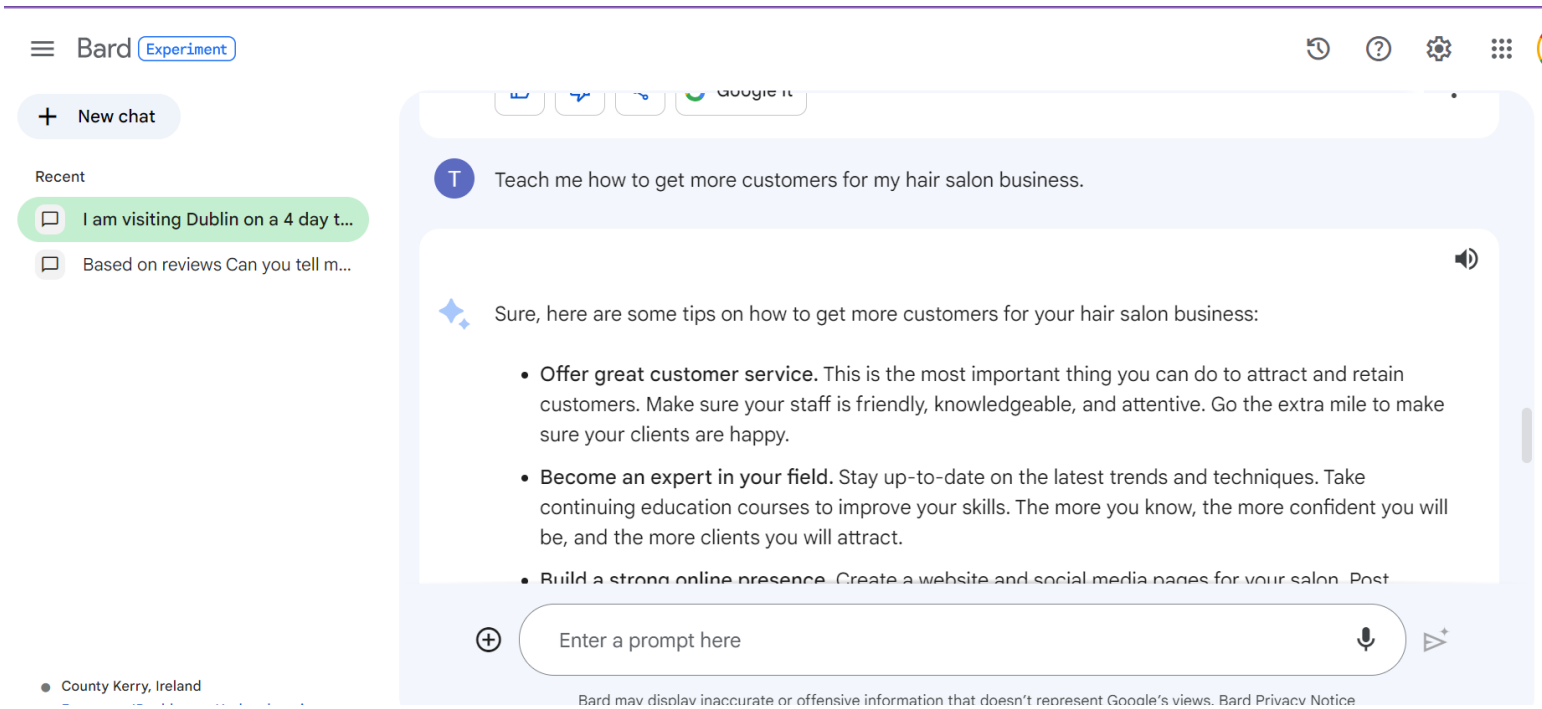 Bard Experiment
New chat
Recent
I am visiting Dublin on a 4 day t...
Based on reviews Can you tell m...
County Kerry, Ireland
Google it
T
Teach me how to get more customers for my hair salon business.
Sure, here are some tips on how to get more customers for your hair salon business:
• Offer great customer service. This is the most important thing you can do to attract and retain
customers. Make sure your staff is friendly, knowledgeable, and attentive. Go the extra mile to make
sure your clients are happy.
• Become an expert in your field. Stay up-to-date on the latest trends and techniques. Take
continuing education courses to improve your skills. The more you know, the more confident you will
be, and the more clients you will attract.
• Build a strong online presence. Create a website and social media pages for your salon. Post
Enter a prompt here
Bard may display inaccurate or offensive information that doesn't represent Google's views. Bard Privacy Notice